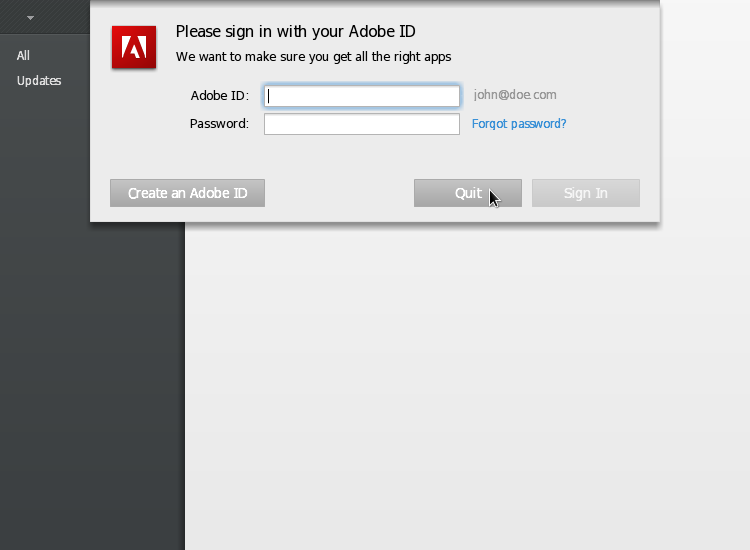 Please sign in with your Adobe ID
We want to make sure you get all the right apps
All
Updates
Adobe ID: john@doe.com
Password: Forgot password?
Create an Adobe ID Quit Sign In